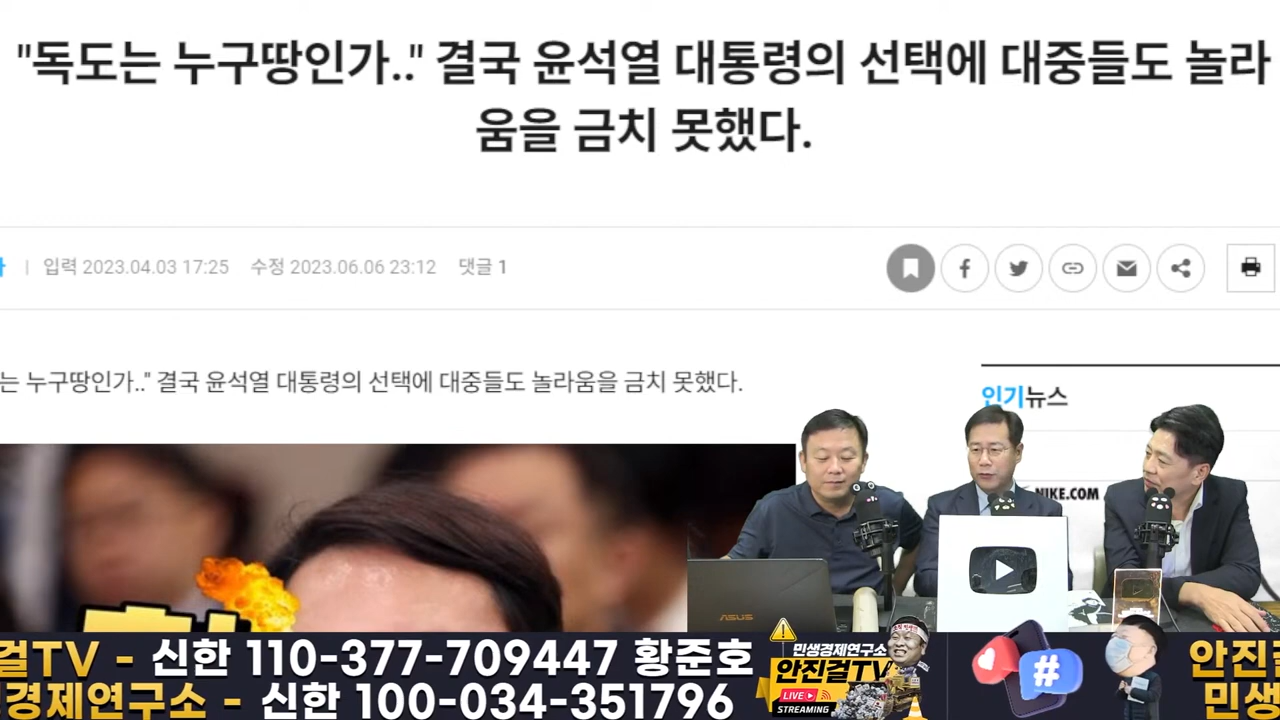 "독도는 누구땅인가.." 결국 윤석열 대통령의 선택에 대중들도 놀라
움을 금치 못했다.
입력 2023.04.03 17:25 수정 2023.06.06 23:12 댓글 1
는 누구땅인가.." 결국 윤석열 대통령의 선택에 대중들도 놀라움을 금치 못했다.
인기뉴스
NIKE.COM
ASUS
걸TV - 신한 110-377-709447 황준호
경제연구소 - 신한 100-034-351796
민생경제연구소
안진걸TV
LIVE
STREAMING
#
안진걸
민생